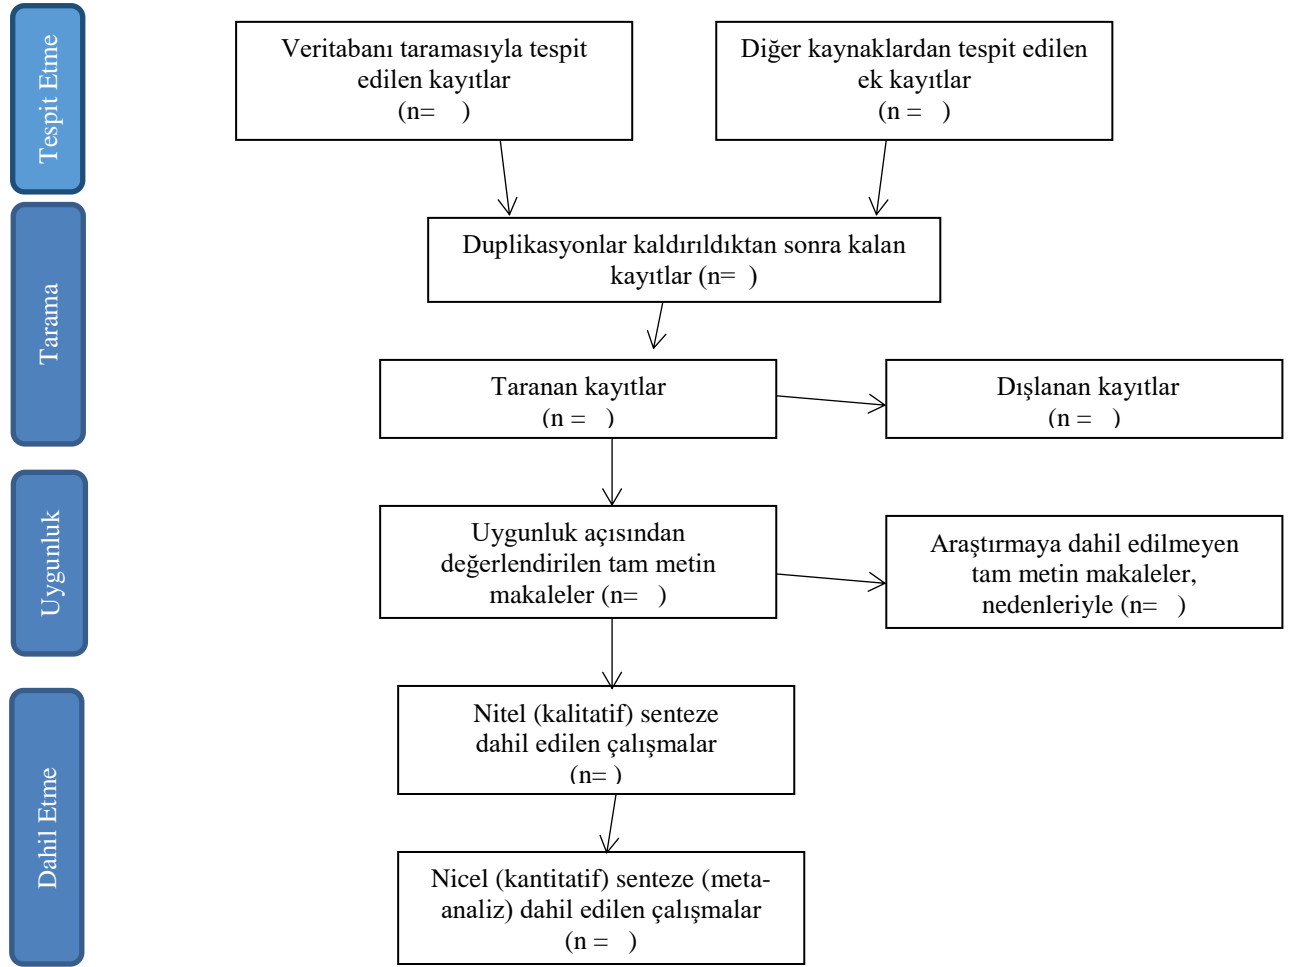 Tespit Etme
Veritabanı taramasıyla tespit
edilen kayıtlar
(n=    )
Diğer kaynaklardan tespit edilen
ek kayıtlar
(n =   )
Tarama
Duplikasyonlar kaldırıldıktan sonra kalan
kayıtlar (n=  )
Taranan kayıtlar
(n =   )
Dışlanan kayıtlar
(n =   )
Uygunluk
Uygunluk açısından
değerlendirilen tam metin
makaleler (n=   )
Araştırmaya dahil edilmeyen
tam metin makaleler,
nedenleriyle (n=   )
Dahil Etme
Nitel (kalitatif) senteze
dahil edilen çalışmalar
(n= )
Nicel (kantitatif) senteze (meta-
analiz) dahil edilen çalışmalar
(n =   )